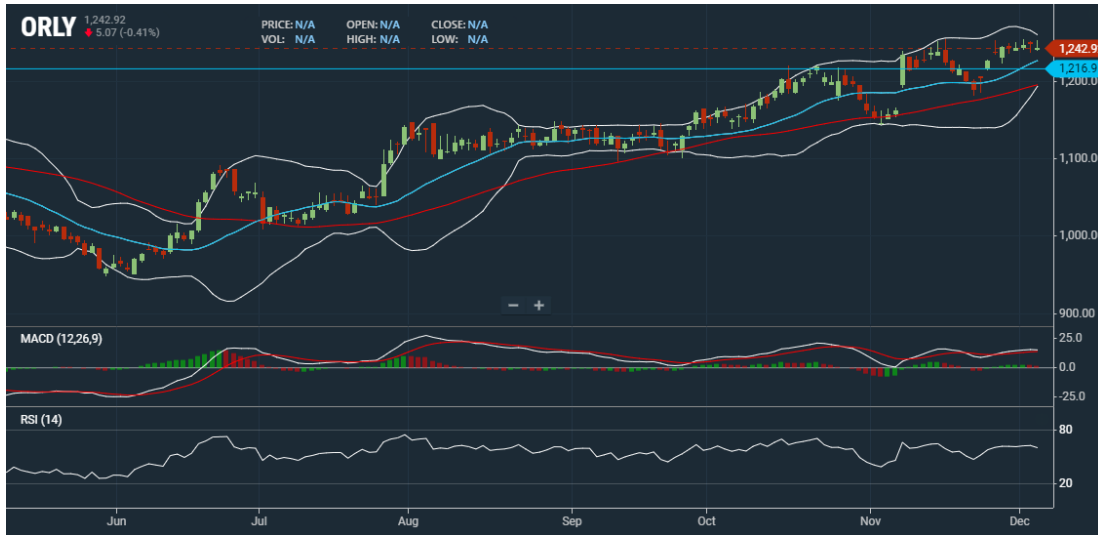 ORLY 1,242.92
5.07 (-0.41%)
PRICE: N/A OPEN: N/A CLOSE: N/A
VOL: N/A HIGH: N/A LOW: N/A
1,242.9
1,216.9
1,200.0
1,100.0
1,000.0
900.00
− +
MACD (12,26,9)
25.0
0.0
-25.0
RSI (14)
80
20
Jun Jul Aug Sep Oct Nov Dec